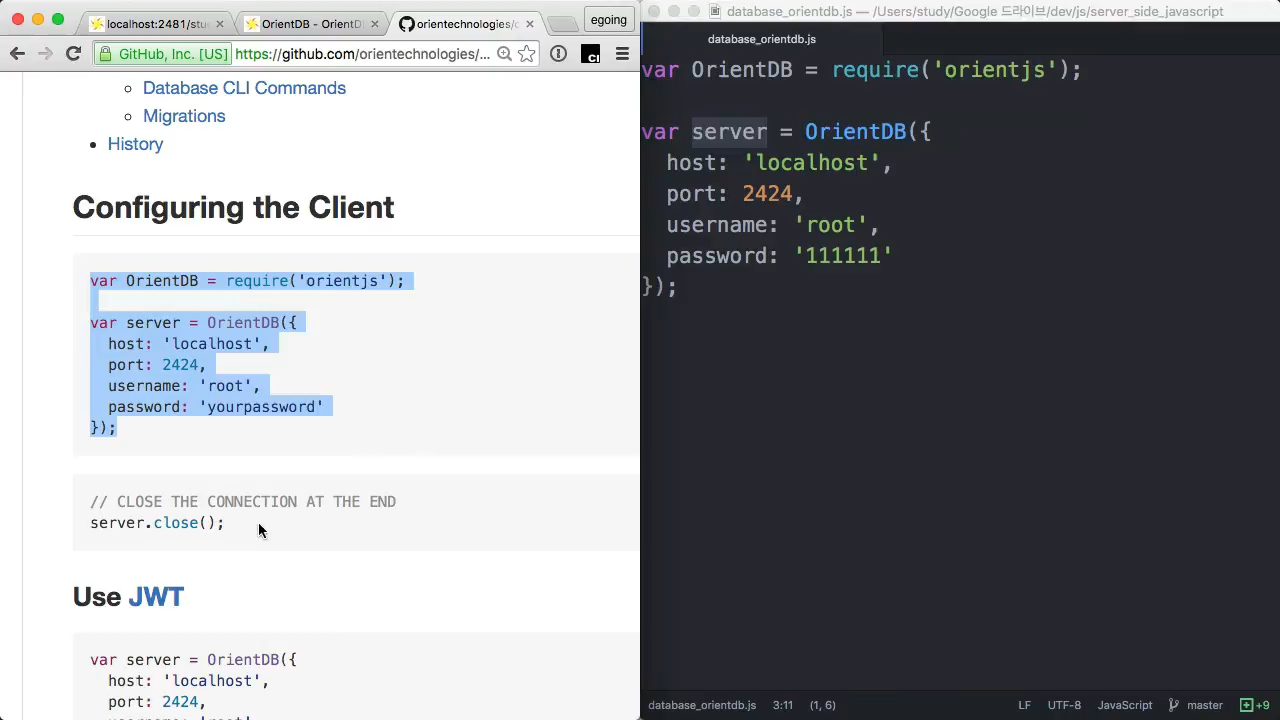 localhost:2481/stu
OrientDB - OrientD
orientechnologies/
egoing
GitHub, Inc. [US]
https://github.com/orientechnologies/...
Database CLI Commands
Migrations
History
Configuring the Client
var OrientDB = require('orientjs');
var server = OrientDB({
host: 'localhost',
port: 2424,
username: 'root',
password: 'yourpassword'
});
// CLOSE THE CONNECTION AT THE END
server.close();
Use JWT
var server = OrientDB({
host: 'localhost',
port: 2424,
database_orientdb.js — /Users/study/Google 드라이브/dev/js/server_side_javascript
database_orientdb.js
var OrientDB = require('orientjs');
var server = OrientDB({
host: 'localhost',
port: 2424,
username: 'root',
password: '111111'
});
database_orientdb.js 3:11 (1, 6) LF UTF-8 JavaScript master +9